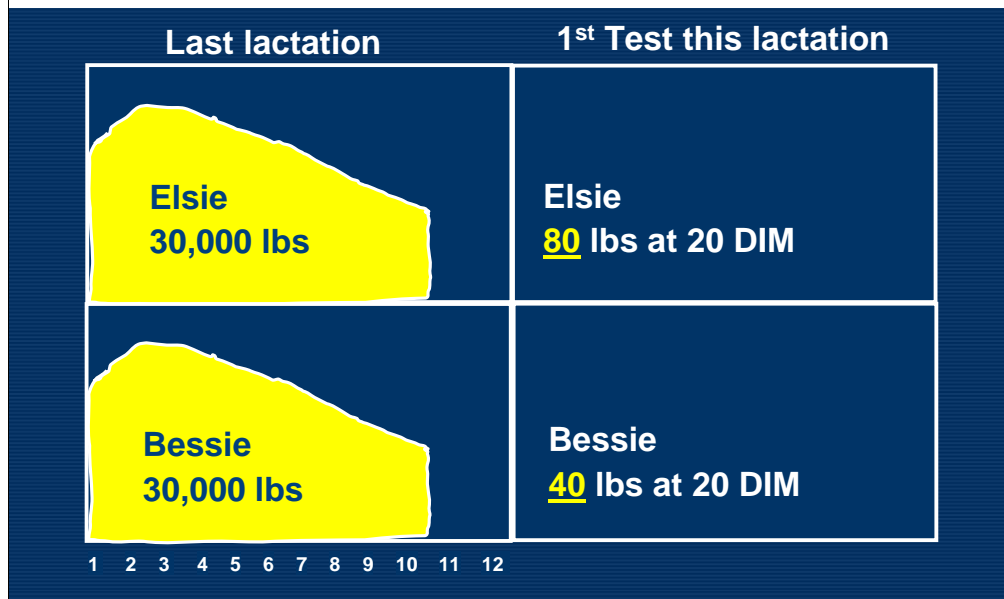 Last lactation
1st Test this lactation
Elsie
30,000 lbs
Elsie
80 lbs at 20 DIM
Bessie
30,000 lbs
Bessie
40 lbs at 20 DIM
1 2 3 4 5 6 7 8 9 10 11 12